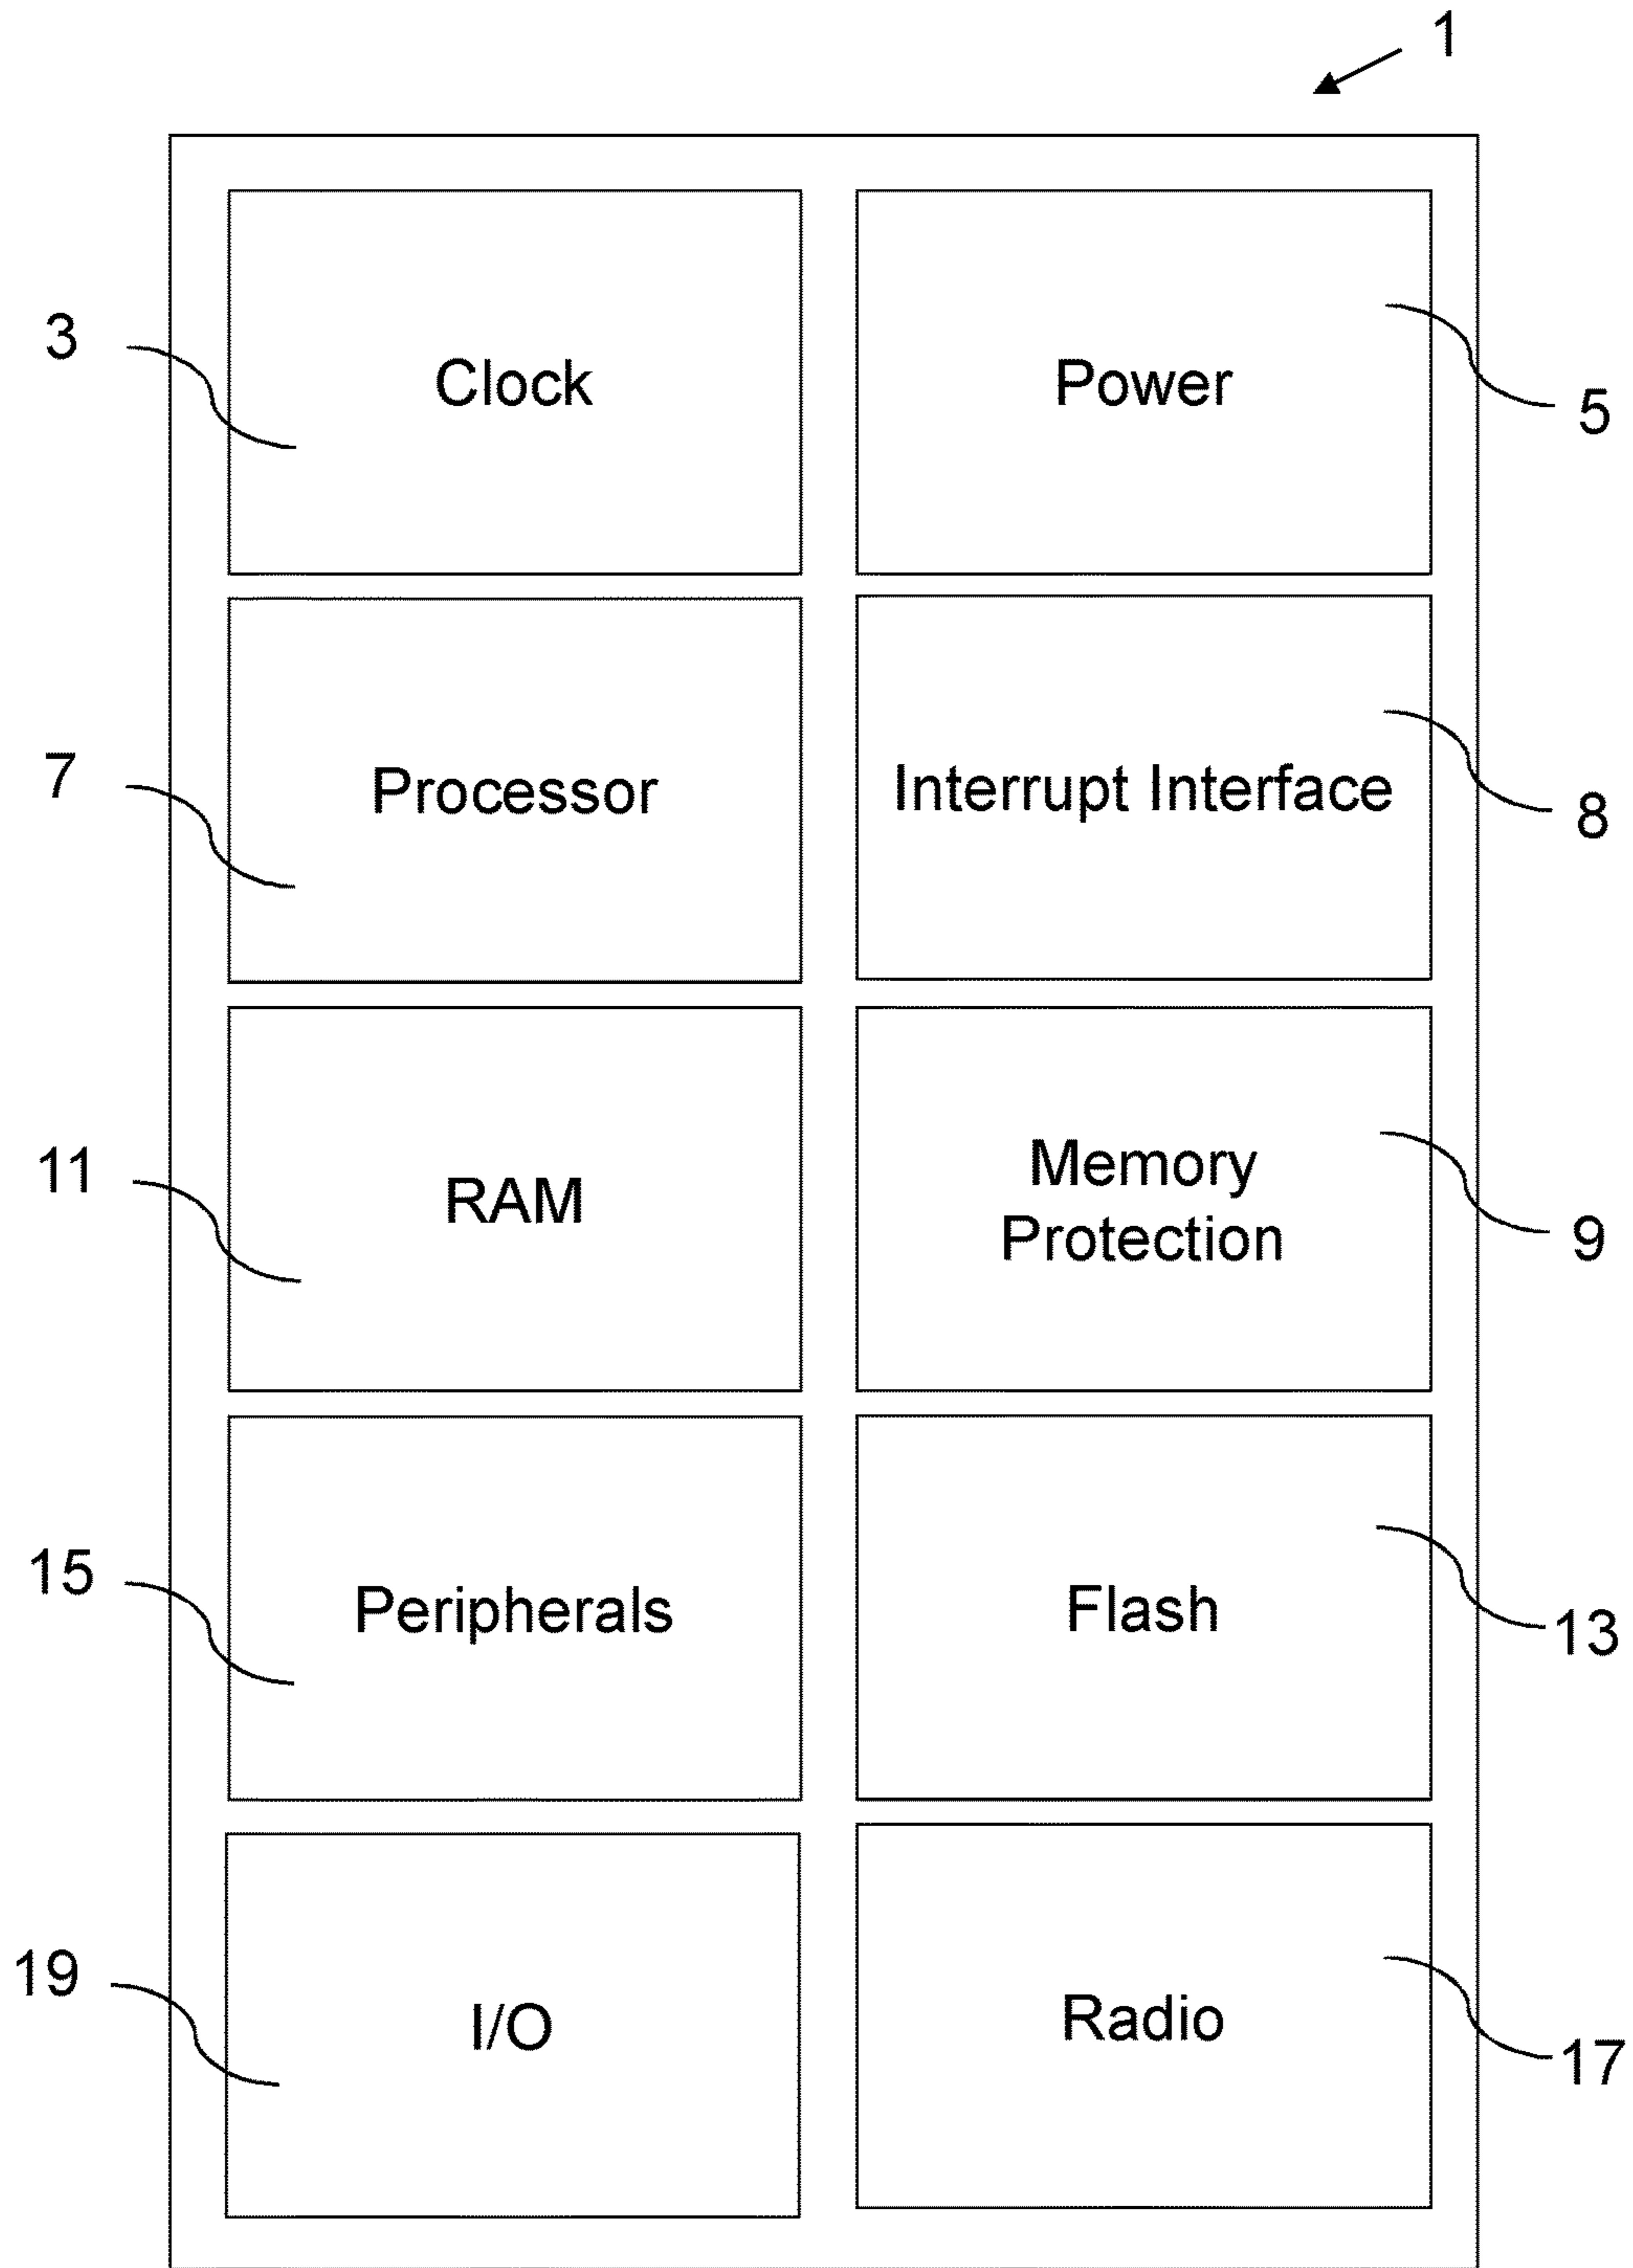 1
3
Clock
Power
5
7
Processor
Interrupt Interface
8
11
RAM
Memory
Protection
9
15
Peripherals
Flash
13
19
I/O
Radio
17